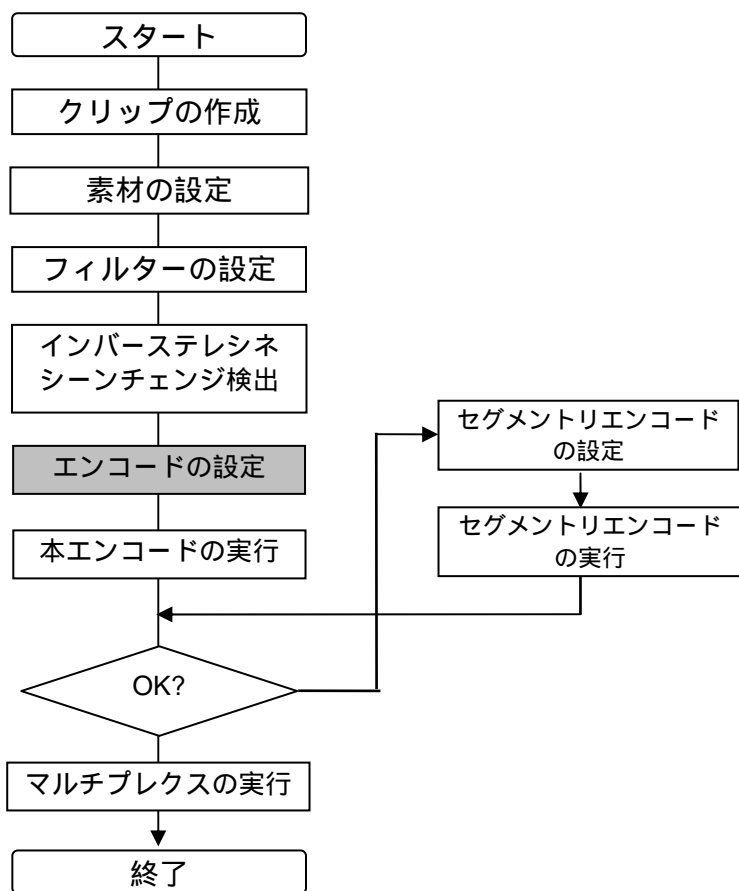 スタート
クリップの作成
素材の設定
フィルターの設定
インバーステレシネ
シーンチェンジ検出
エンコードの設定
本エンコードの実行
セグメントリエンコード
の設定
セグメントリエンコード
の実行
OK?
マルチプレクスの実行
終了